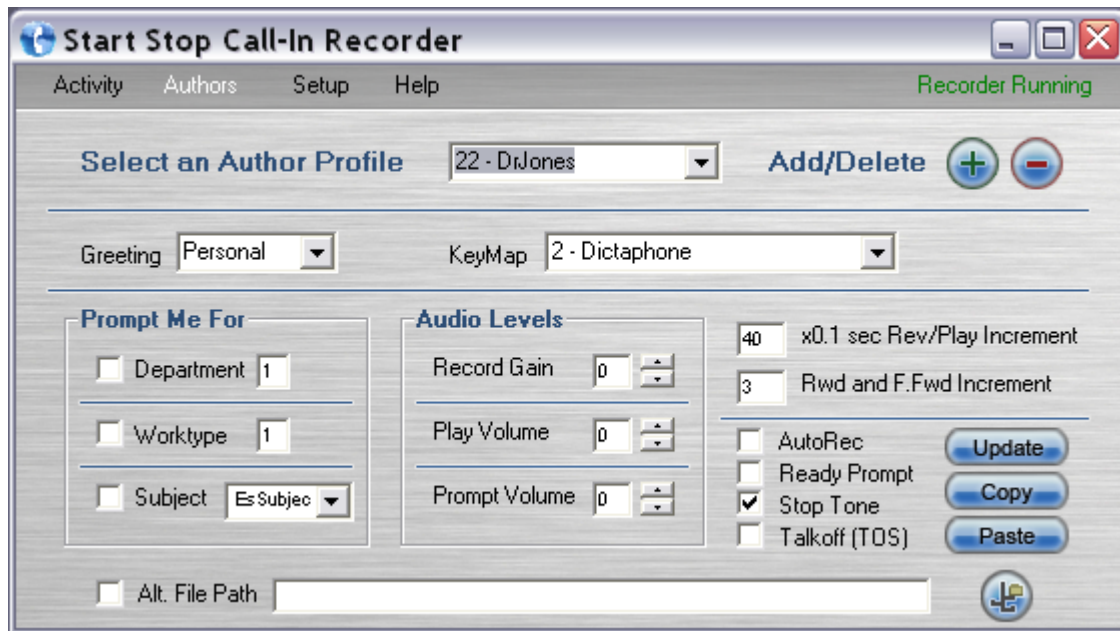 Start Stop Call-In Recorder
Activity Authors Setup Help Recorder Running
Select an Author Profile 22 - DrJones Add/Delete
Greeting Personal KeyMap 2 - Dictaphone
Prompt Me For
Department 1
Worktype 1
Subject EsSubjec
Audio Levels
Record Gain 0
Play Volume 0
Prompt Volume 0
40 x0.1 sec Rev/Play Increment
3 Rwd and F.Fwd Increment
AutoRec
Ready Prompt
Stop Tone
Talkoff (TOS)
Update
Copy
Paste
Alt. File Path